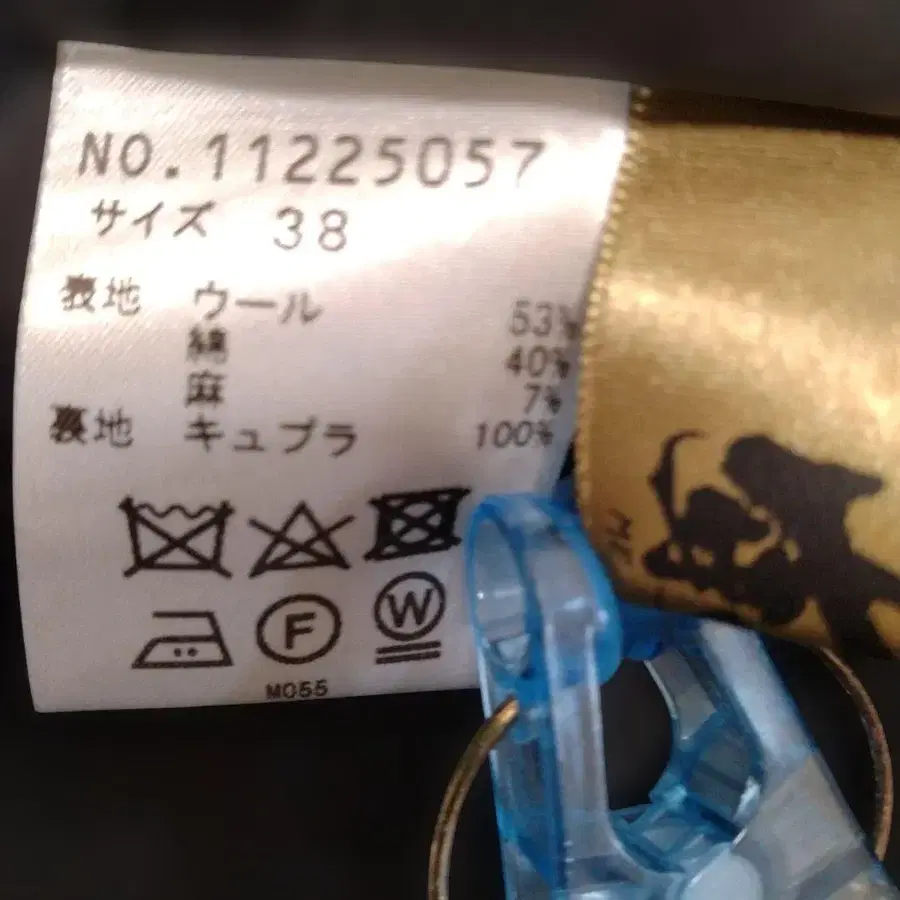 NO.11225057
サイズ 38
表地 ウール 53%
綿 40%
麻 7%
裏地 キュプラ 100%
F W
M055